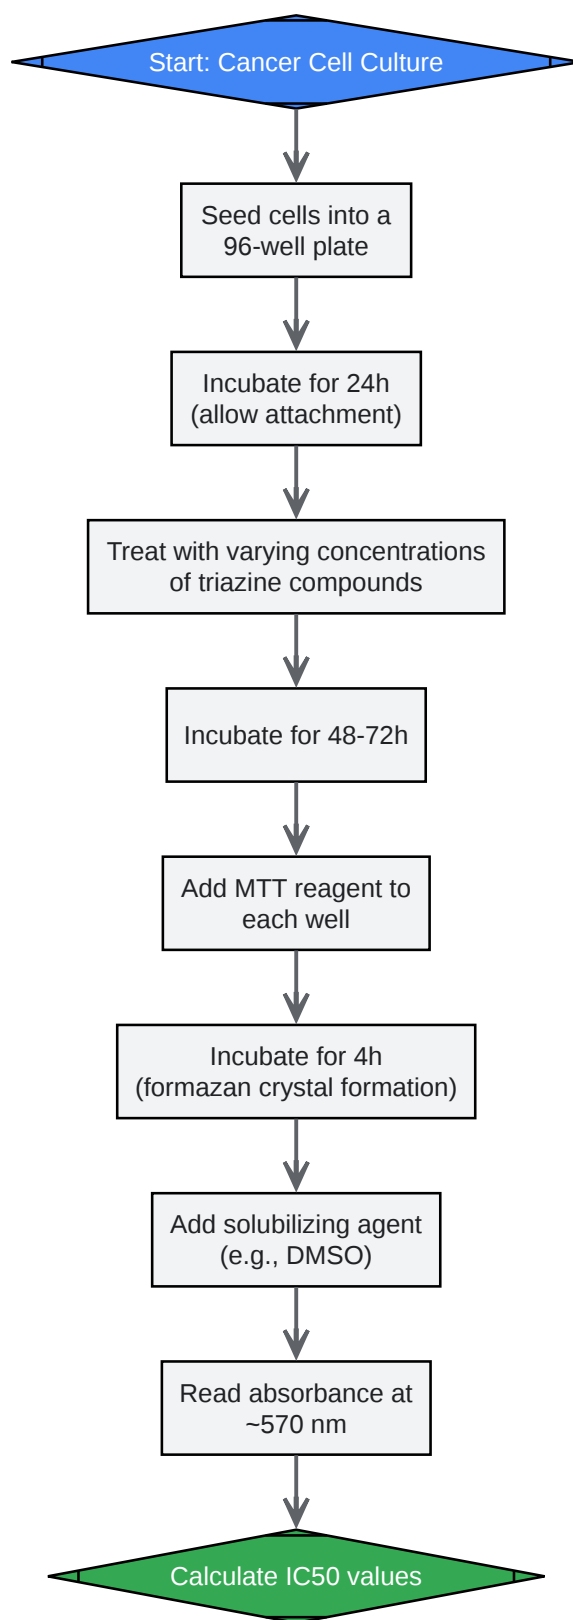 Start: Cancer Cell Culture
Seed cells into a
96-well plate
Incubate for 24h
(allow attachment)
Treat with varying concentrations
of triazine compounds
Incubate for 48-72h
Add MTT reagent to
each well
Incubate for 4h
(formazan crystal formation)
Add solubilizing agent
(e.g., DMSO)
Read absorbance at
~570 nm
Calculate IC50 values